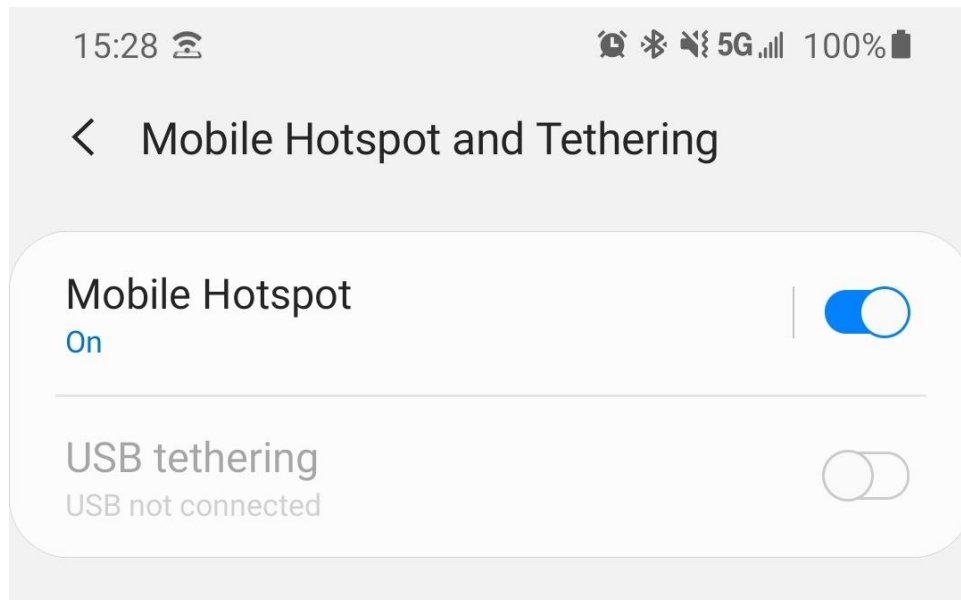 15:28 5G 100%
Mobile Hotspot and Tethering
Mobile Hotspot
On
USB tethering
USB not connected